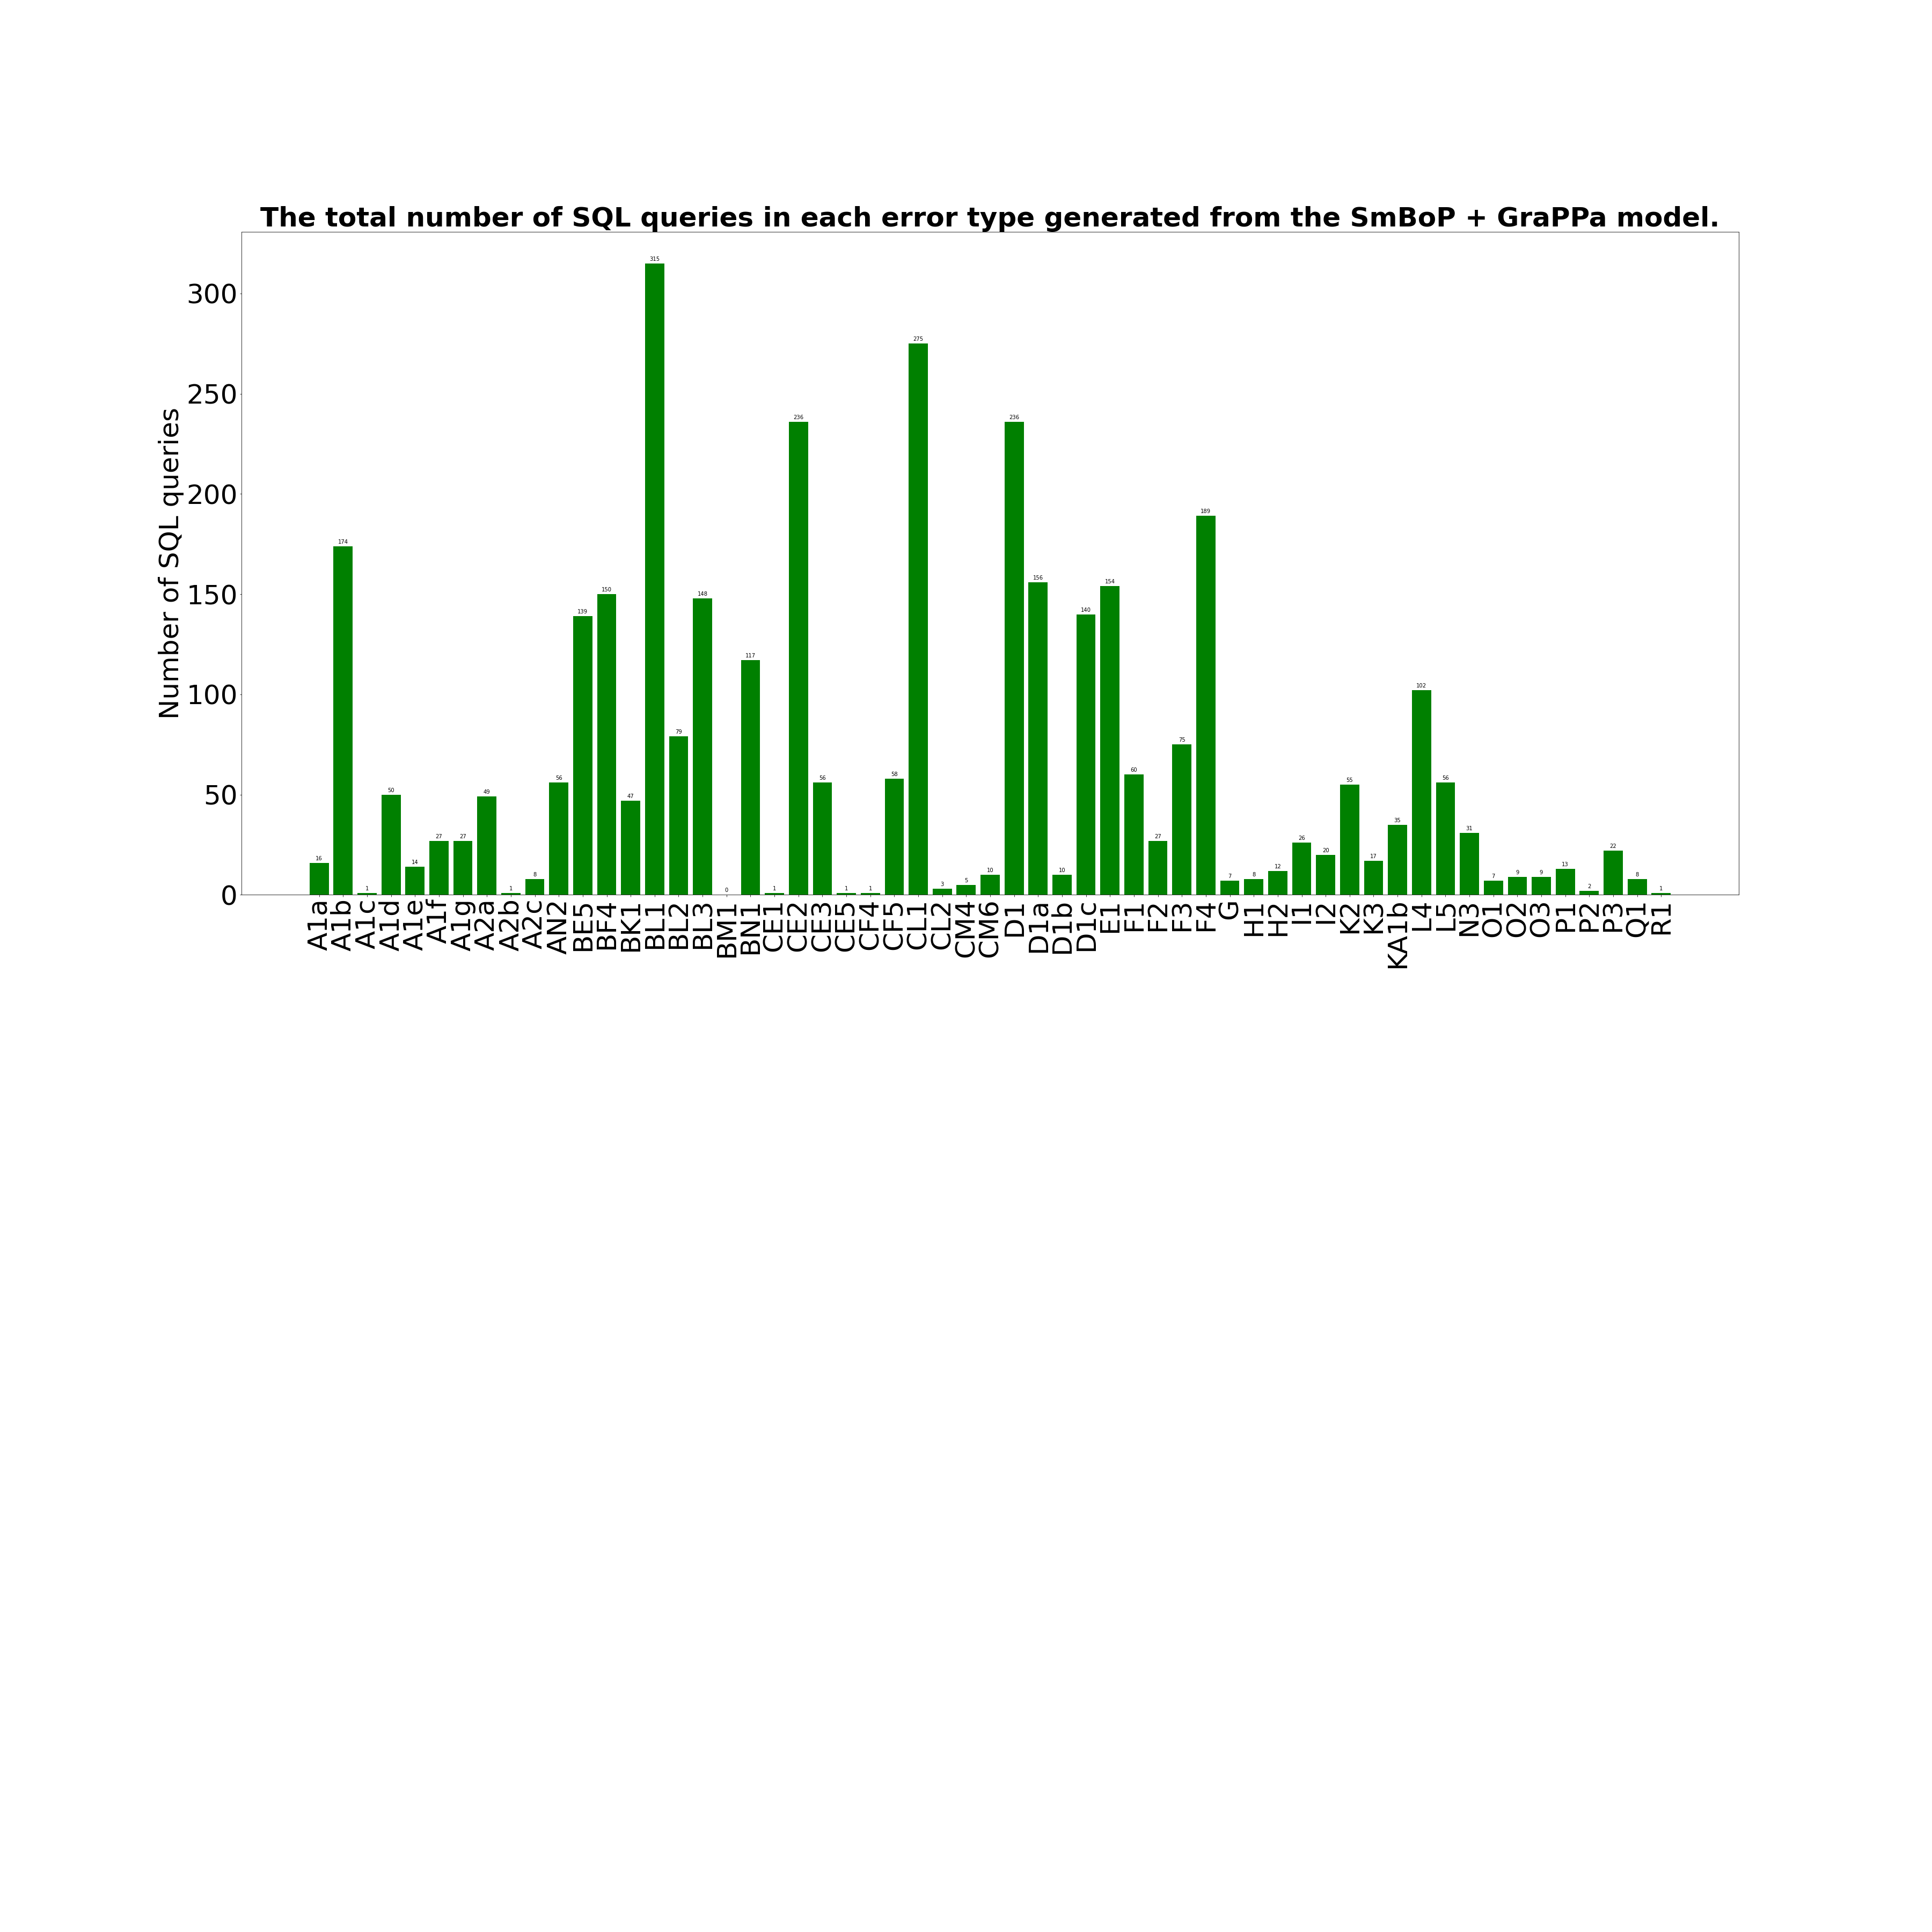 The total number of SQL queries in each error type generated from the SmBoP + GraPPa model.
Number of SQL queries
300
250
200
150
100
50
0
16
174
1
50
14
27
27
49
1
8
56
139
150
47
315
79
148
0
117
1
236
56
1
1
58
275
3
5
10
236
156
10
140
154
60
27
75
189
7
8
12
26
20
55
17
35
102
56
31
7
9
9
13
2
22
8
1
A1a
A1b
A1c
A1d
A1e
A1f
A1g
A2a
A2b
A2c
AN2
BE5
BF4
BK1
BL1
BL2
BL3
BM1
BN1
CE1
CE2
CE3
CE5
CF4
CF5
CL1
CL2
CM4
CM6
D1
D1a
D1b
D1c
E1
F1
F2
F3
F4
G
H1
H2
I1
I2
K2
K3
KA1b
L4
L5
N3
O1
O2
O3
P1
P2
P3
Q1
R1